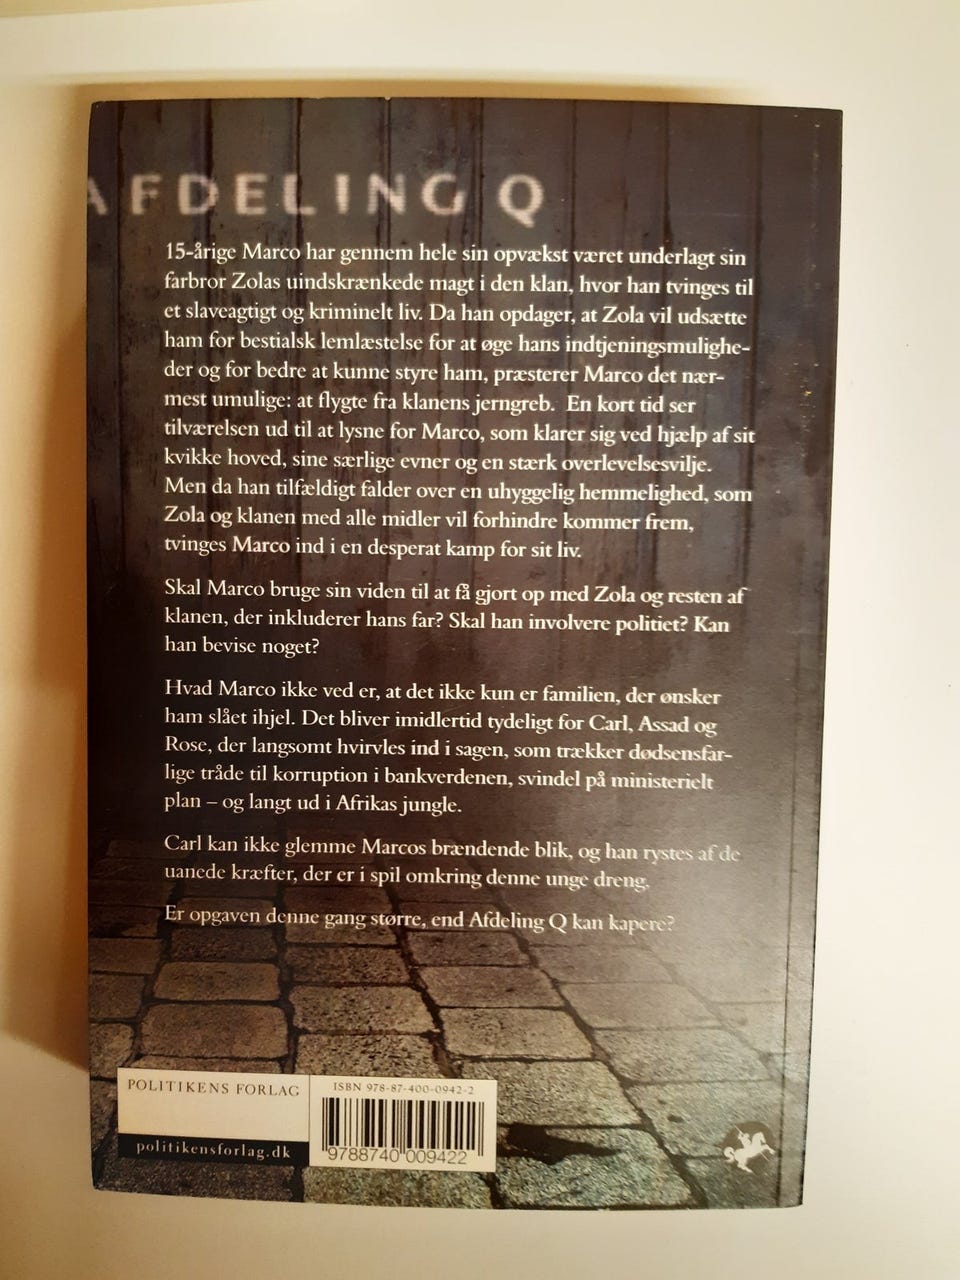 AFDELING Q
15-årige Marco har gennem hele sin opvækst været underlagt sin
farbror Zolas uindskrænkede magt i den klan, hvor han tvinges til
et slaveagtigt og kriminelt liv. Da han opdager, at Zola vil udsætte
ham for bestialsk lemlæstelse for at øge hans indtjeningsmulighe-
der og for bedre at kunne styre ham, præsterer Marco det nær-
mest umulige: at flygte fra klanens jerngreb. En kort tid ser
tilværelsen ud til at lysne for Marco, som klarer sig ved hjælp af sit
kvikke hoved, sine særlige evner og en stærk overlevelsesvilje.
Men da han tilfældigt falder over en uhyggelig hemmelighed, som
Zola og klanen med alle midler vil forhindre kommer frem,
tvinges Marco ind i en desperat kamp for sit liv.
Skal Marco bruge sin viden til at få gjort op med Zola og resten af
klanen, der inkluderer hans far? Skal han involvere politiet? Kan
han bevise noget?
Hvad Marco ikke ved er, at det ikke kun er familien, der ønsker
ham slået ihjel. Det bliver imidlertid tydeligt for Carl, Assad og
Rose, der langsomt hvirvles ind i sagen, som trækker dødsensfar-
lige tråde til korruption i bankverdenen, svindel på ministerielt
plan – og langt ud i Afrikas jungle.
Carl kan ikke glemme Marcos brændende blik, og han rystes af de
uanede kræfter, der er i spil omkring denne unge dreng.
Er opgaven denne gang større, end Afdeling Q kan kapere?
POLITIKENS FORLAG
politikensforlag.dk
ISBN 978-87-400-0942-2
9788740009422